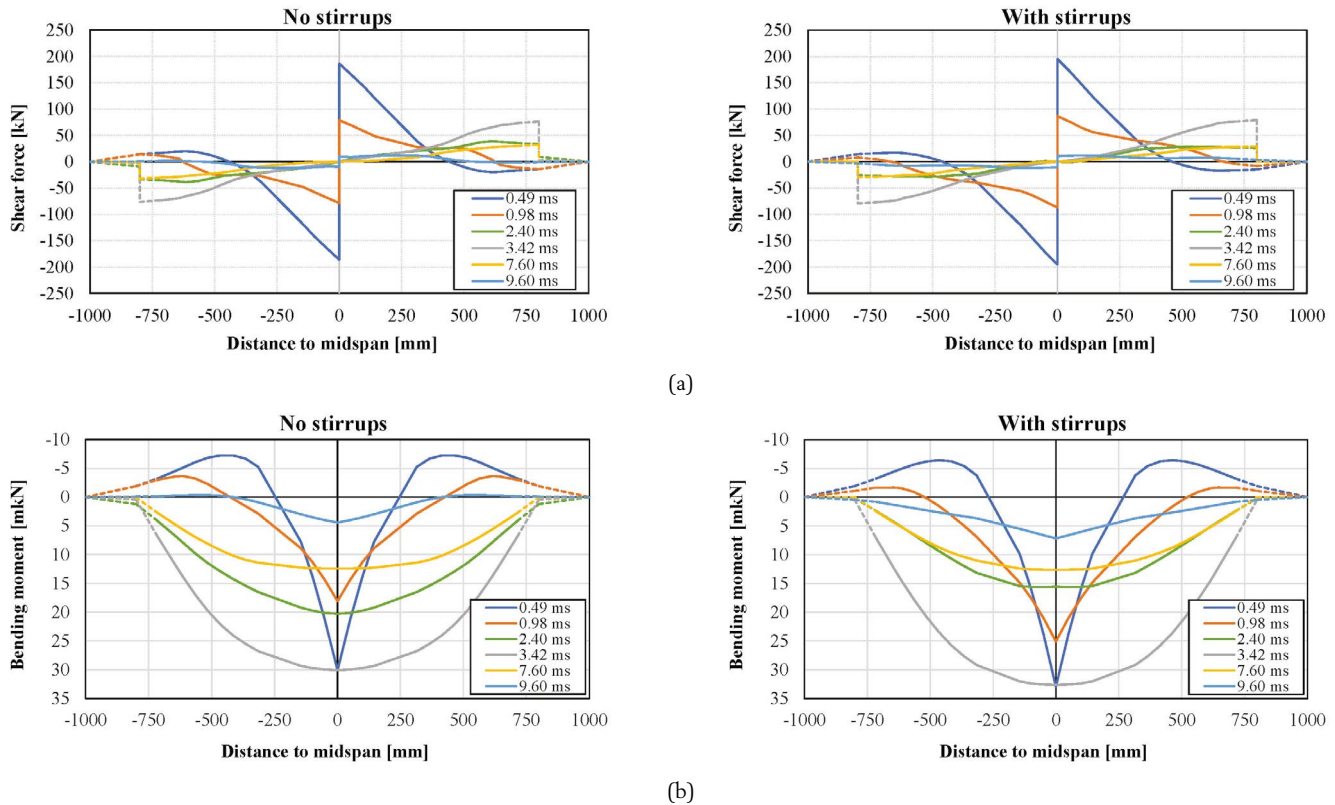 No stirrups
250
200
150
100
50
0
-50
-100
-150
-200
-250
Shear force [kN]
0.49 ms
0.98 ms
2.40 ms
3.42 ms
7.60 ms
9.60 ms
-1000 -750 -500 -250 0 250 500 750 1000
Distance to midspan [mm]
With stirrups
250
200
150
100
50
0
-50
-100
-150
-200
-250
Shear force [kN]
0.49 ms
0.98 ms
2.40 ms
3.42 ms
7.60 ms
9.60 ms
-1000 -750 -500 -250 0 250 500 750 1000
Distance to midspan [mm]
(a)
No stirrups
-10
-5
0
5
10
15
20
25
30
35
Bending moment [mkN]
0.49 ms
0.98 ms
2.40 ms
3.42 ms
7.60 ms
9.60 ms
-1000 -750 -500 -250 0 250 500 750 1000
Distance to midspan [mm]
With stirrups
-10
-5
0
5
10
15
20
25
30
35
Bending moment [mkN]
0.49 ms
0.98 ms
2.40 ms
3.42 ms
7.60 ms
9.60 ms
-1000 -750 -500 -250 0 250 500 750 1000
Distance to midspan [mm]
(b)